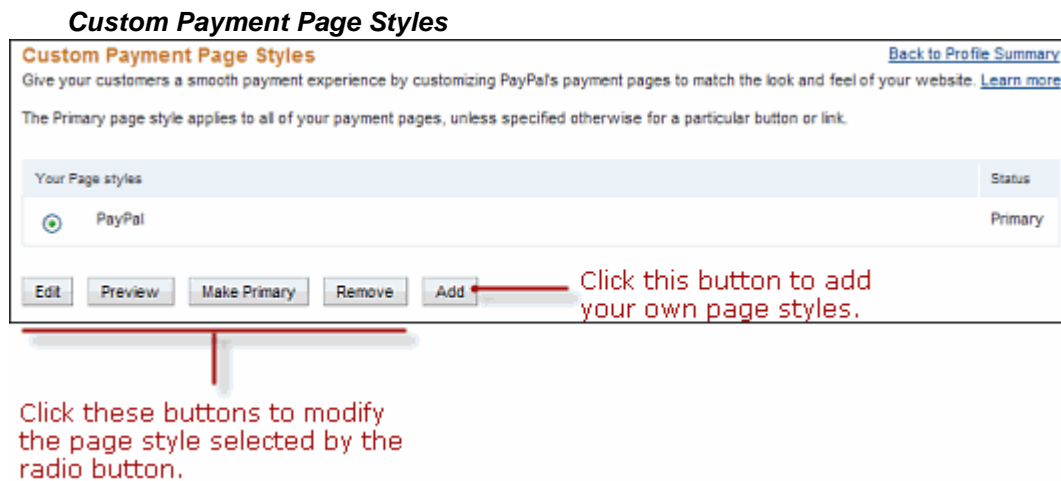 Custom Payment Page Styles
Custom Payment Page Styles Back to Profile Summary
Give your customers a smooth payment experience by customizing PayPal's payment pages to match the look and feel of your website. Learn more
The Primary page style applies to all of your payment pages, unless specified otherwise for a particular button or link.
Your Page styles Status
PayPal Primary
Edit Preview Make Primary Remove Add
Click this button to add
your own page styles.
Click these buttons to modify
the page style selected by the
radio button.